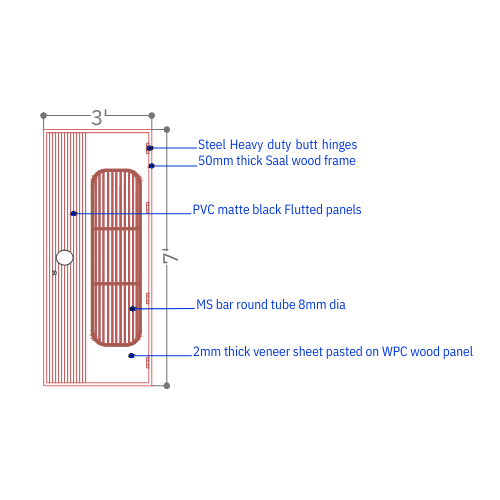 3'
Steel Heavy duty butt hinges
50mm thick Saal wood frame
PVC matte black Flutted panels
7'
MS bar round tube 8mm dia
2mm thick veneer sheet pasted on WPC wood panel